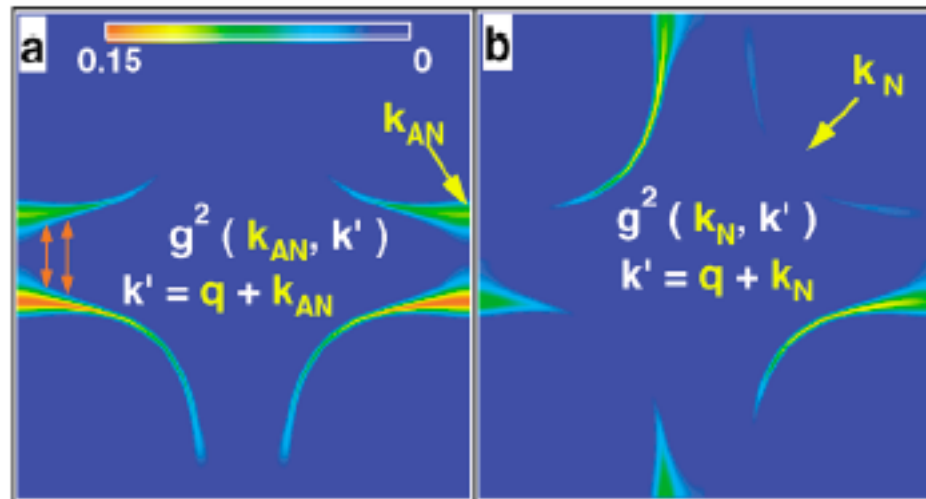 a
0.15 0
k_AN
g² ( k_AN, k' )
k' = q + k_AN
b
k_N
g² ( k_N, k' )
k' = q + k_N